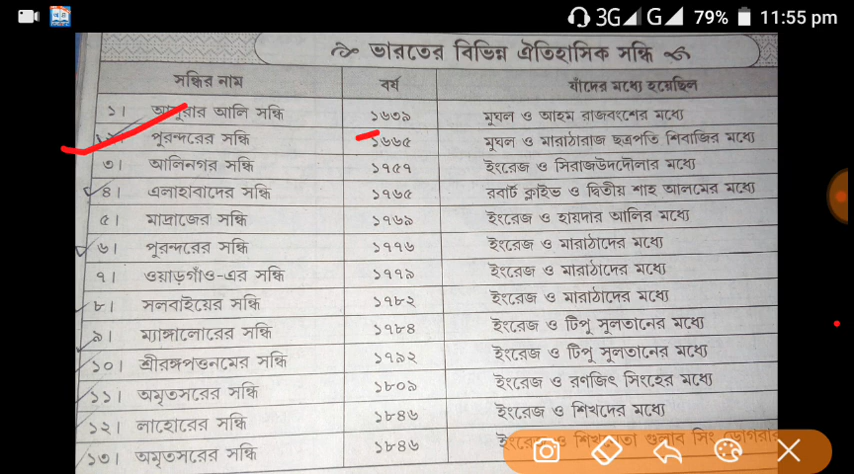 3G G 79% 11:55 pm
ভারতের বিভিন্ন ঐতিহাসিক সন্ধি
সন্ধির নাম বর্ষ যাঁদের মধ্যে হয়েছিল
১। আসুরার আলি সন্ধি ১৬৩৯ মুঘল ও আহম রাজবংশের মধ্যে
পুরন্দরের সন্ধি ১৬৬৫ মুঘল ও মারাঠারাজ ছত্রপতি শিবাজির মধ্যে
৩। আলিনগর সন্ধি ১৭৫৭ ইংরেজ ও সিরাজউদদৌলার মধ্যে
৪। এলাহাবাদের সন্ধি ১৭৬৫ রবার্ট ক্লাইভ ও দ্বিতীয় শাহ আলমের মধ্যে
৫। মাদ্রাজের সন্ধি ১৭৬৯ ইংরেজ ও হায়দার আলির মধ্যে
৬। পুরন্দরের সন্ধি ১৭৭৬ ইংরেজ ও মারাঠাদের মধ্যে
৭। ওয়াড়গাঁও-এর সন্ধি ১৭৭৯ ইংরেজ ও মারাঠাদের মধ্যে
৮। সলবাইয়ের সন্ধি ১৭৮২ ইংরেজ ও মারাঠাদের মধ্যে
৯। ম্যাঙ্গালোরের সন্ধি ১৭৮৪ ইংরেজ ও টিপু সুলতানের মধ্যে
১০। শ্রীরঙ্গপত্তনমের সন্ধি ১৭৯২ ইংরেজ ও টিপু সুলতানের মধ্যে
১১। অমৃতসরের সন্ধি ১৮০৯ ইংরেজ ও রণজিৎ সিংহের মধ্যে
১২। লাহোরের সন্ধি ১৮৪৬ ইংরেজ ও শিখদের মধ্যে
১৩। অমৃতসরের সন্ধি ১৮৪৬ ইংরেজ ও গুলাব সিং